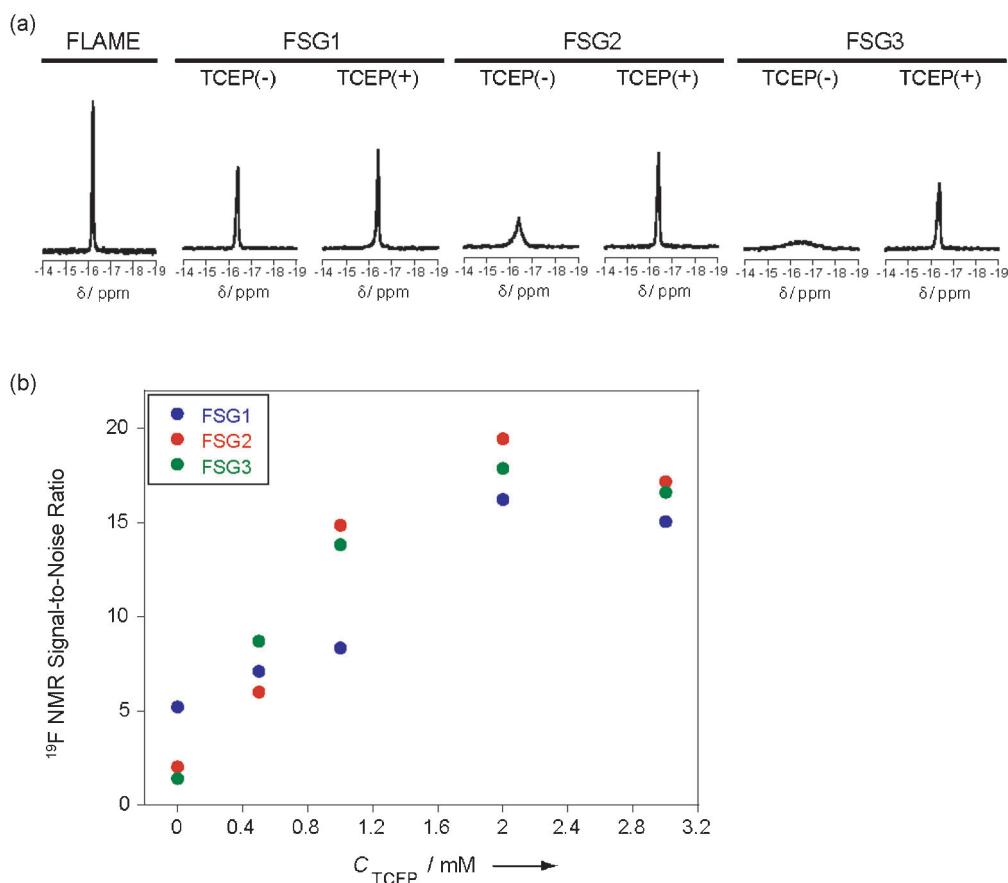 (a)
FLAME FSG1 FSG2 FSG3
TCEP(-) TCEP(+) TCEP(-) TCEP(+) TCEP(-) TCEP(+)
-14 -15 -16 -17 -18 -19 -14 -15 -16 -17 -18 -19 -14 -15 -16 -17 -18 -19 -14 -15 -16 -17 -18 -19 -14 -15 -16 -17 -18 -19 -14 -15 -16 -17 -18 -19 -14 -15 -16 -17 -18 -19
δ/ ppm δ/ ppm δ/ ppm δ/ ppm δ/ ppm δ/ ppm δ/ ppm
(b)
FSG1
FSG2
FSG3
¹⁹F NMR Signal-to-Noise Ratio
20
15
10
5
0
0 0.4 0.8 1.2 1.6 2 2.4 2.8 3.2
C TCEP / mM